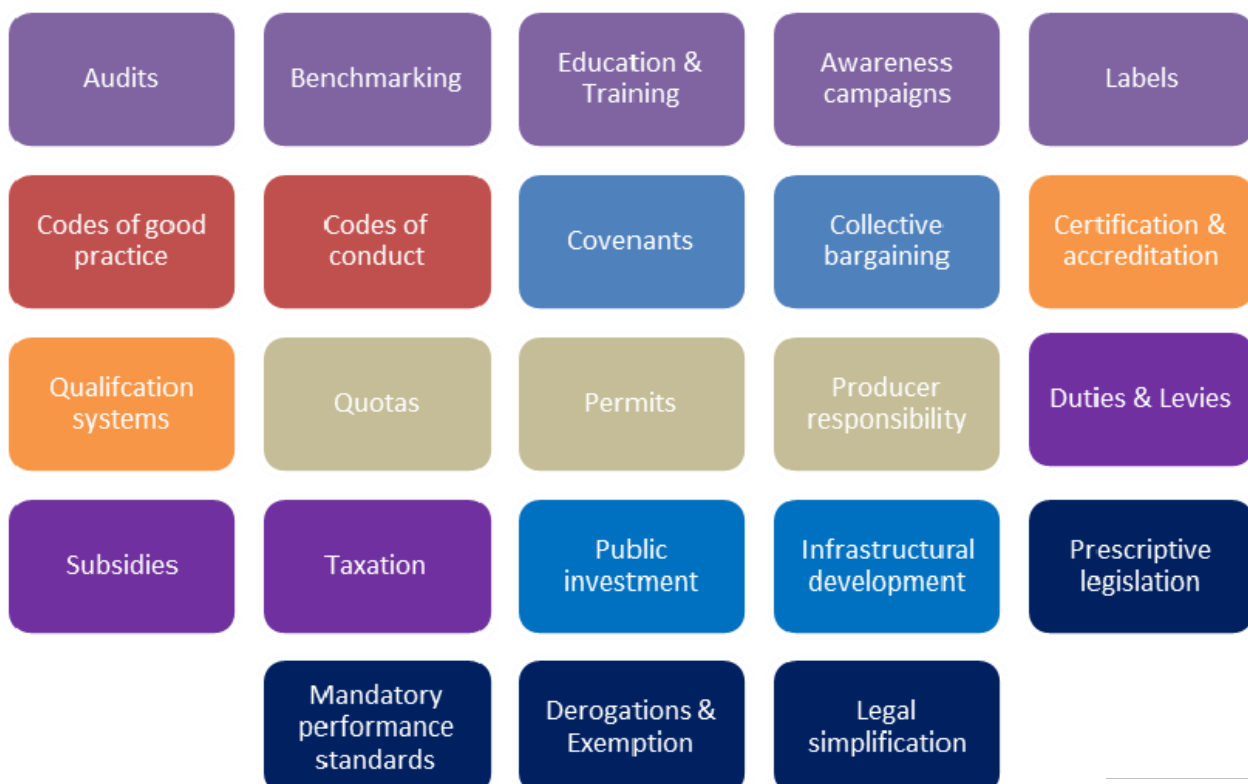 Audits
Benchmarking
Education &
Training
Awareness
campaigns
Labels
Codes of good
practice
Codes of
conduct
Covenants
Collective
bargaining
Certification &
accreditation
Qualifcation
systems
Quotas
Permits
Producer
responsibility
Duties & Levies
Subsidies
Taxation
Public
investment
Infrastructural
development
Prescriptive
legislation
Mandatory
performance
standards
Derogations &
Exemption
Legal
simplification